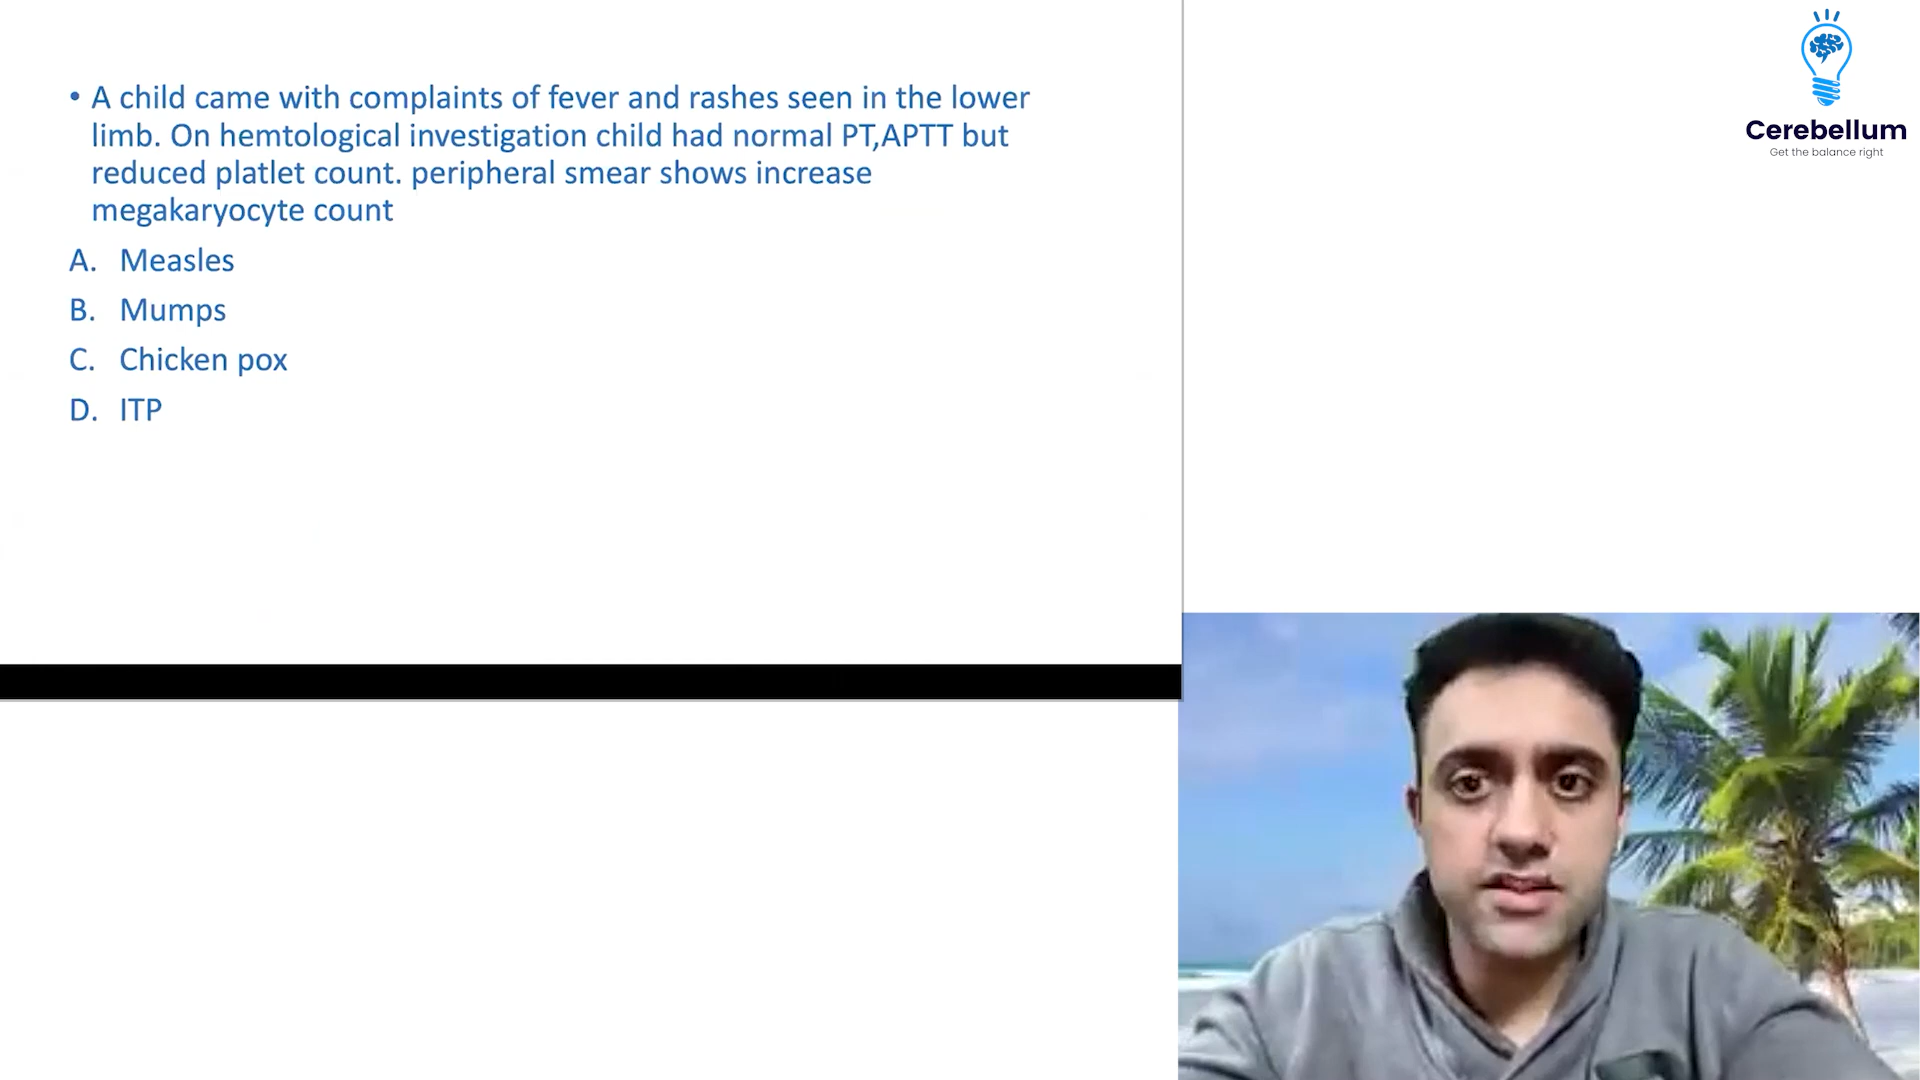 • A child came with complaints of fever and rashes seen in the lower
limb. On hemtological investigation child had normal PT,APTT but
reduced platlet count. peripheral smear shows increase
megakaryocyte count
A. Measles
B. Mumps
C. Chicken pox
D. ITP
Cerebellum
Get the balance right